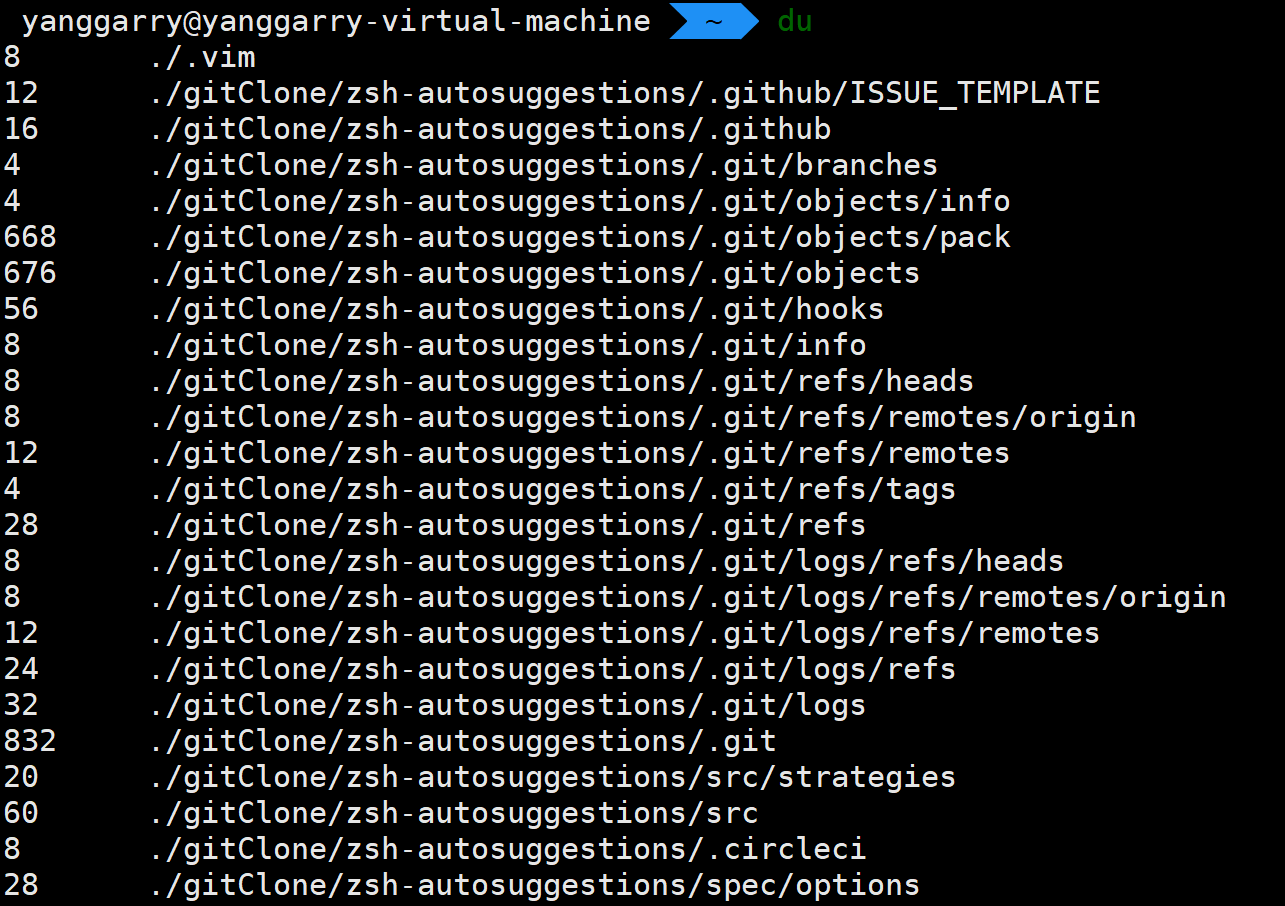 yanggarry@yanggarry-virtual-machine ~ du
8 ./.vim
12 ./gitClone/zsh-autosuggestions/.github/ISSUE_TEMPLATE
16 ./gitClone/zsh-autosuggestions/.github
4 ./gitClone/zsh-autosuggestions/.git/branches
4 ./gitClone/zsh-autosuggestions/.git/objects/info
668 ./gitClone/zsh-autosuggestions/.git/objects/pack
676 ./gitClone/zsh-autosuggestions/.git/objects
56 ./gitClone/zsh-autosuggestions/.git/hooks
8 ./gitClone/zsh-autosuggestions/.git/info
8 ./gitClone/zsh-autosuggestions/.git/refs/heads
8 ./gitClone/zsh-autosuggestions/.git/refs/remotes/origin
12 ./gitClone/zsh-autosuggestions/.git/refs/remotes
4 ./gitClone/zsh-autosuggestions/.git/refs/tags
28 ./gitClone/zsh-autosuggestions/.git/refs
8 ./gitClone/zsh-autosuggestions/.git/logs/refs/heads
8 ./gitClone/zsh-autosuggestions/.git/logs/refs/remotes/origin
12 ./gitClone/zsh-autosuggestions/.git/logs/refs/remotes
24 ./gitClone/zsh-autosuggestions/.git/logs/refs
32 ./gitClone/zsh-autosuggestions/.git/logs
832 ./gitClone/zsh-autosuggestions/.git
20 ./gitClone/zsh-autosuggestions/src/strategies
60 ./gitClone/zsh-autosuggestions/src
8 ./gitClone/zsh-autosuggestions/.circleci
28 ./gitClone/zsh-autosuggestions/spec/options